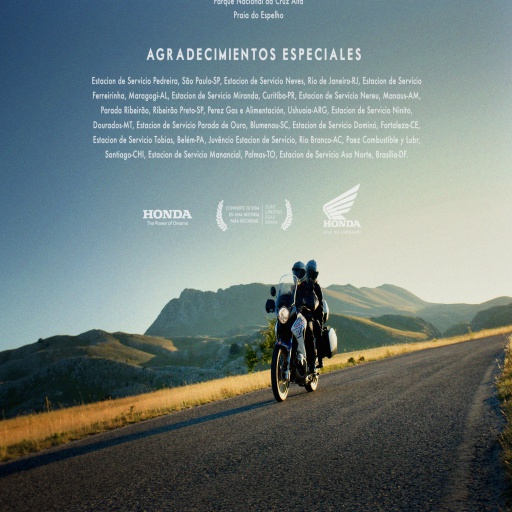 Parque Nacional do Cruz Alta
Praia do Espelho
AGRADECIMIENTOS ESPECIALES
Estacion de Servicio Pedreira, São Paulo-SP, Estacion de Servicio Neves, Rio de Janeiro-RJ, Estacion de Servicio
Ferreirinha, Maragogi-AL, Estacion de Servicio Miranda, Curitiba-PR, Estacion de Servicio Nereu, Manaus-AM,
Parada Ribeirão, Ribeirão Preto-SP, Perez Gas e Alimentación, Ushuaia-ARG, Estacion de Servicio Ninito,
Dourados-MT, Estacion de Servicio Parada de Ouro, Blumenau-SC, Estacion de Servicio Dominó, Fortaleza-CE,
Estacion de Servicio Tobias, Belém-PA, Juvêncio Estacion de Servicio, Rio Branco-AC, Paez Combustible y Lubr,
Santiago-CHI, Estacion de Servicio Manancial, Palmas-TO, Estacion de Servicio Asa Norte, Brasília-DF.
HONDA
The Power of Dreams
HONDA